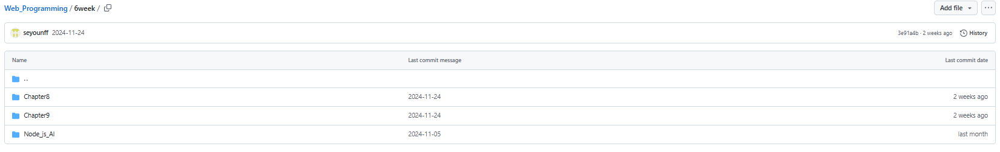 Web_Programming / 6week /
Add file
seyounff 2024-11-24
3e91a4b · 2 weeks ago
History
Name Last commit message Last commit date
..
Chapter8 2024-11-24 2 weeks ago
Chapter9 2024-11-24 2 weeks ago
Node_js_AI 2024-11-05 last month